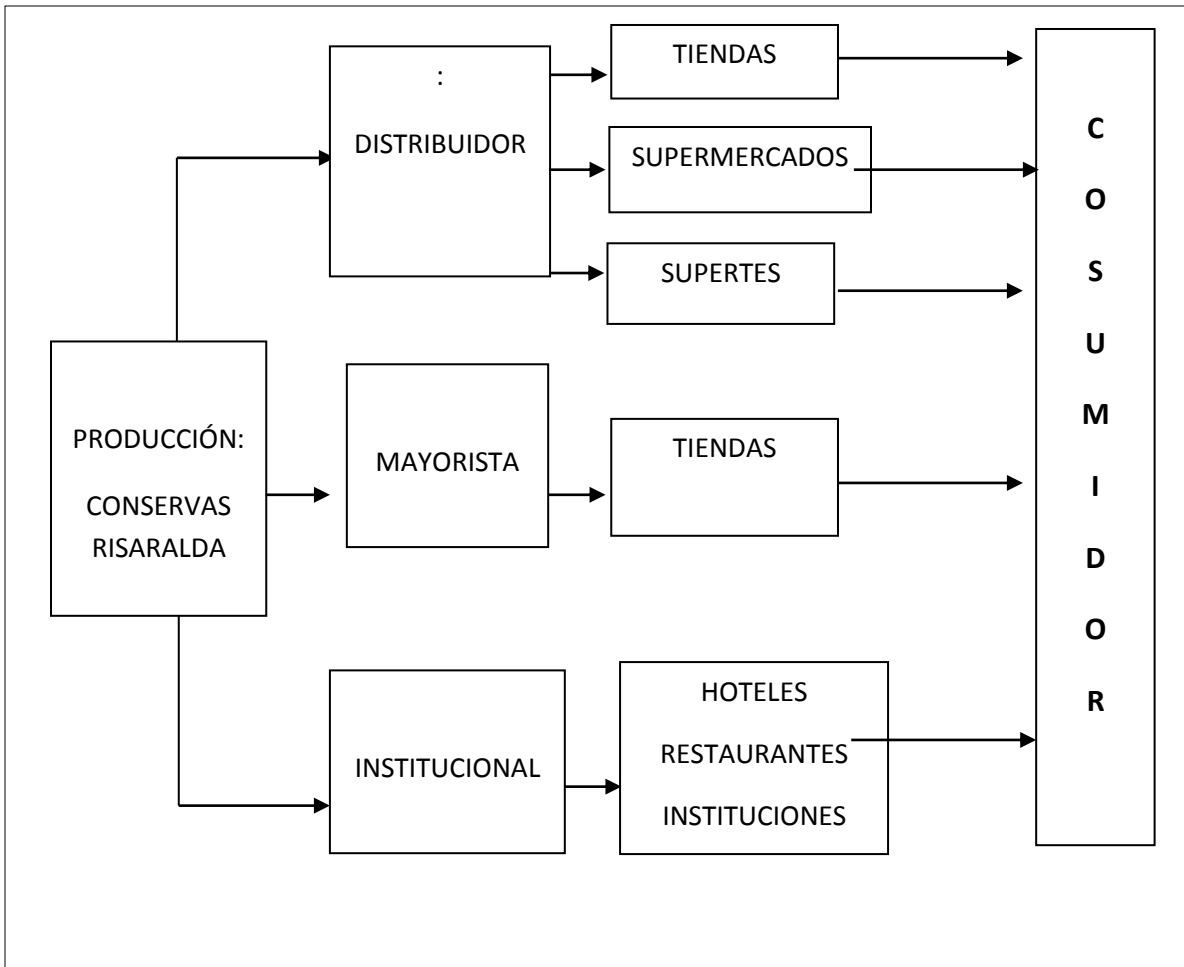 :
DISTRIBUIDOR
TIENDAS
SUPERMERCADOS
SUPERTES
PRODUCCIÓN:
CONSERVAS
RISARALDA
MAYORISTA
TIENDAS
INSTITUCIONAL
HOTELES
RESTAURANTES
INSTITUCIONES
C
O
S
U
M
I
D
O
R